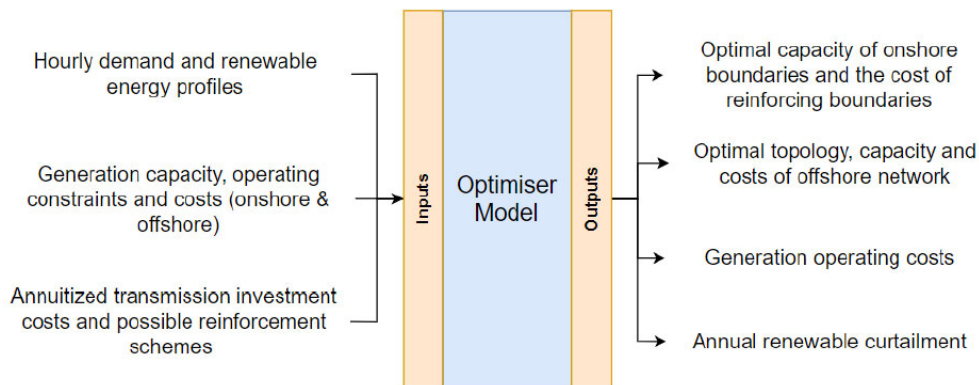 Hourly demand and renewable
energy profiles
Generation capacity, operating
constraints and costs (onshore &
offshore)
Annuitized transmission investment
costs and possible reinforcement
schemes
Inputs
Optimiser
Model
Outputs
Optimal capacity of onshore
boundaries and the cost of
reinforcing boundaries
Optimal topology, capacity and
costs of offshore network
Generation operating costs
Annual renewable curtailment